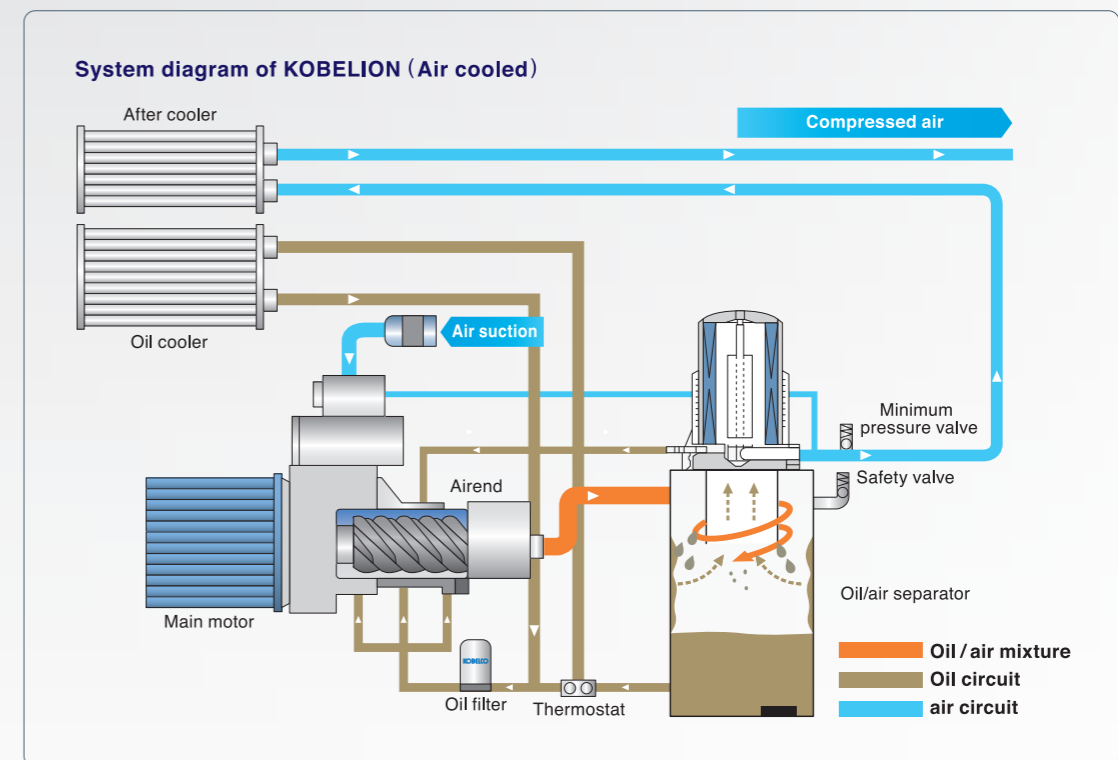 System diagram of KOBELION (Air cooled)
After cooler
Compressed air
Oil cooler
Air suction
Minimum
pressure valve
Safety valve
Airend
Oil/air separator
Main motor
KOBELCO
Oil filter
Thermostat
Oil / air mixture
Oil circuit
air circuit